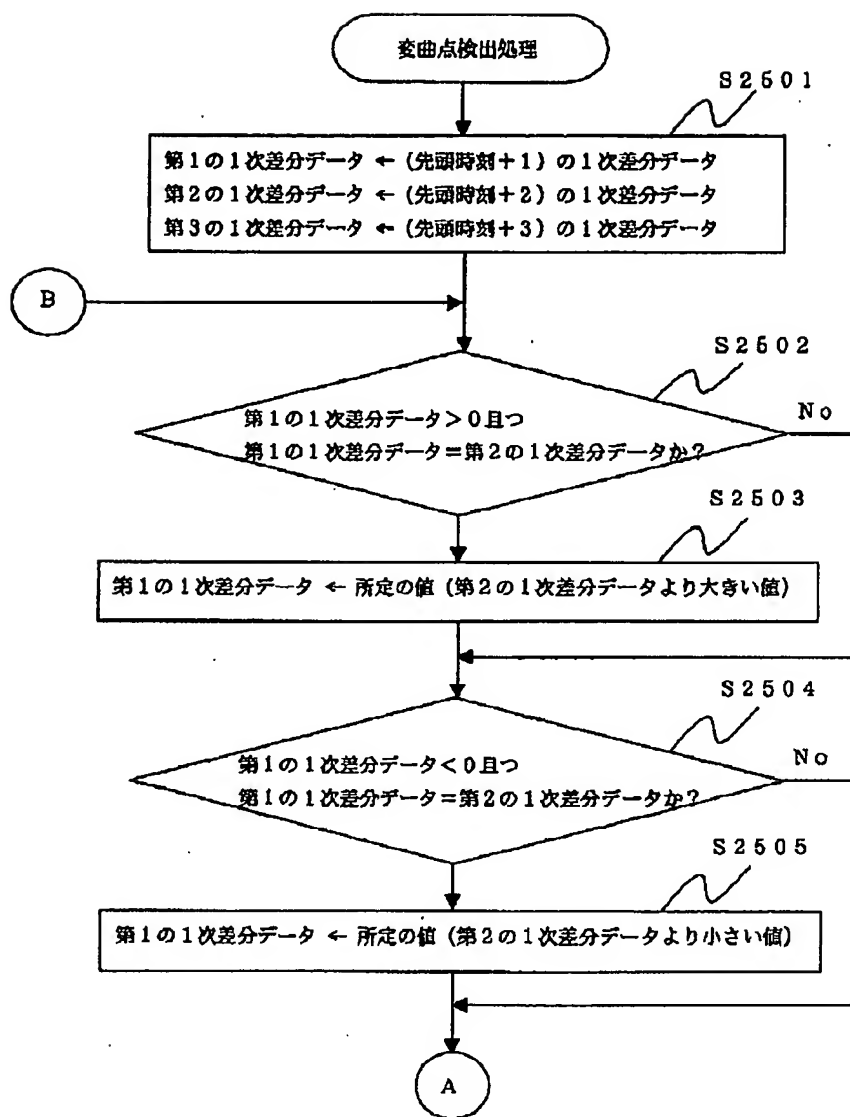 変曲点検出処理
S2501
第1の1次差分データ ← (先頭時刻+1)の1次差分データ
第2の1次差分データ ← (先頭時刻+2)の1次差分データ
第3の1次差分データ ← (先頭時刻+3)の1次差分データ
B
S2502
第1の1次差分データ>0且つ
第1の1次差分データ=第2の1次差分データか?
No
S2503
第1の1次差分データ ← 所定の値(第2の1次差分データより大きい値)
S2504
第1の1次差分データ<0且つ
第1の1次差分データ=第2の1次差分データか?
No
S2505
第1の1次差分データ ← 所定の値(第2の1次差分データより小さい値)
A